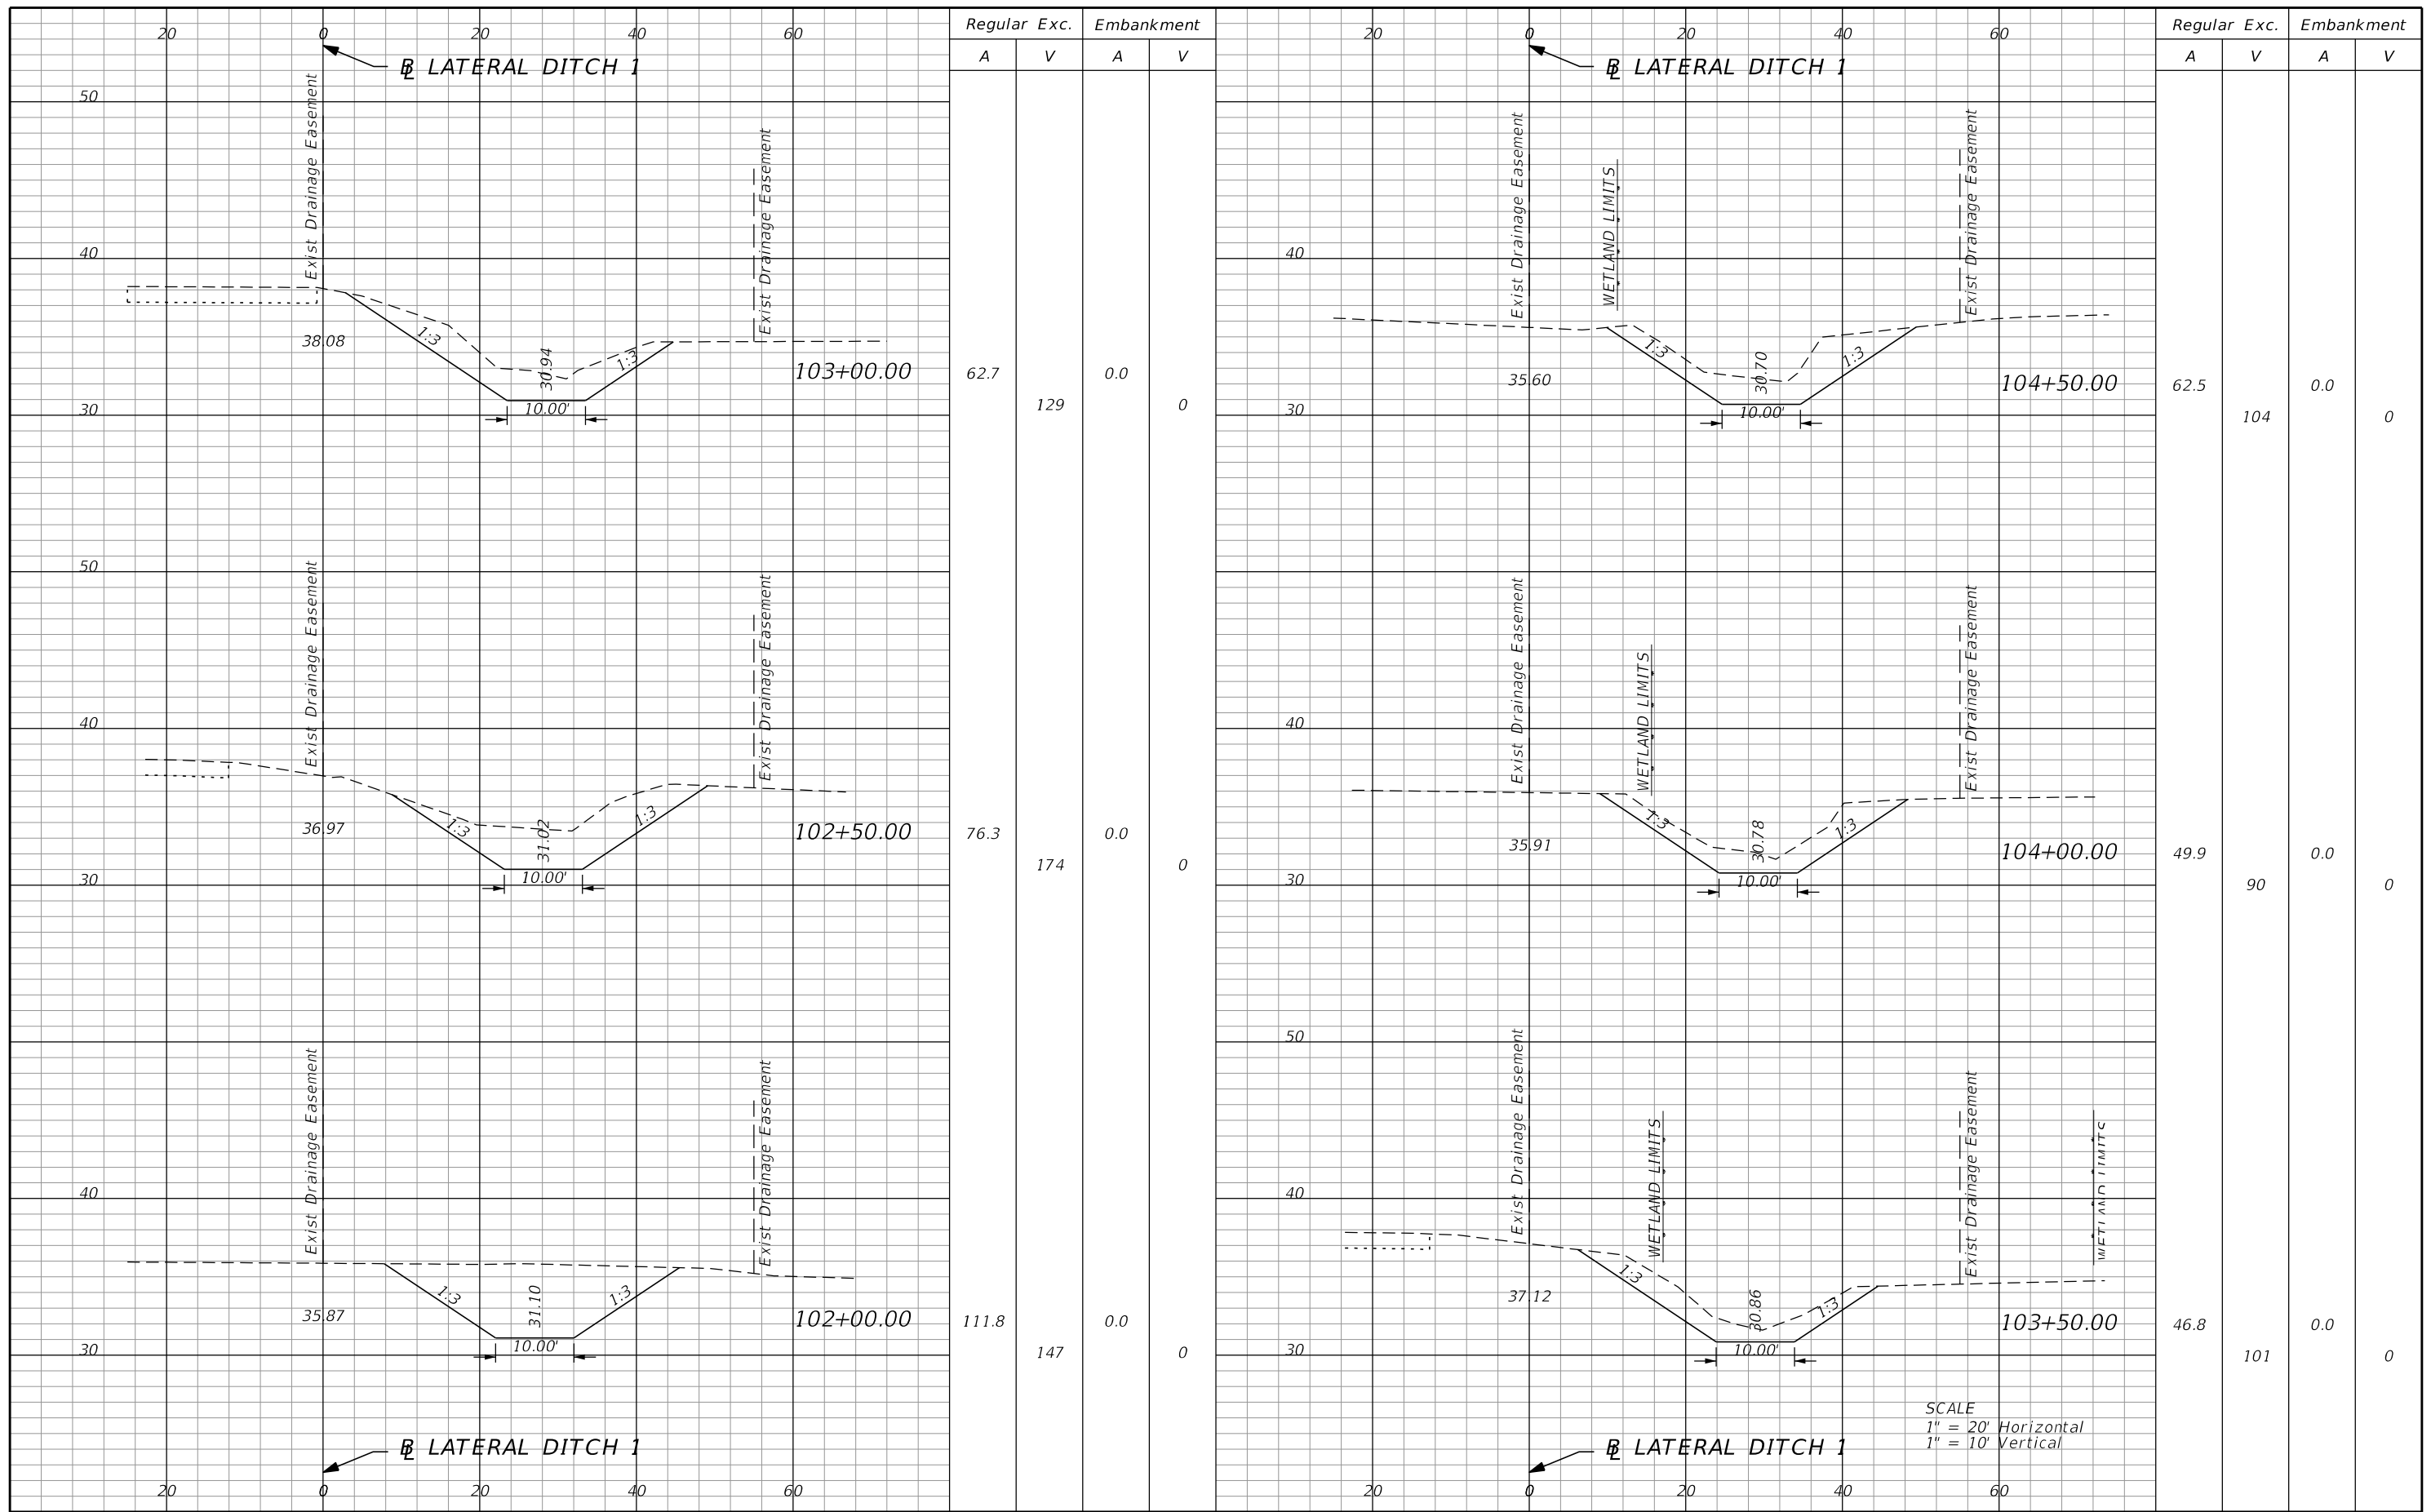 20 0 20 40 60
Regular Exc. Embankment
A V A V
BL LATERAL DITCH 1
50
Exist Drainage Easement
Exist Drainage Easement
40
38.08
1:3
30.94
1:3
103+00.00
62.7
0.0
30
10.00'
129
0
50
Exist Drainage Easement
Exist Drainage Easement
40
36.97
1:3
31.02
1:3
102+50.00
76.3
0.0
30
10.00'
174
0
Exist Drainage Easement
Exist Drainage Easement
40
35.87
1:3
31.10
1:3
102+00.00
111.8
0.0
30
10.00'
147
0
BL LATERAL DITCH 1
20 0 20 40 60
20 0 20 40 60
Regular Exc. Embankment
A V A V
BL LATERAL DITCH 1
Exist Drainage Easement
WETLAND LIMITS
Exist Drainage Easement
40
35.60
1:3
30.70
1:3
104+50.00
62.5
0.0
30
10.00'
104
0
Exist Drainage Easement
WETLAND LIMITS
Exist Drainage Easement
40
35.91
1:3
30.78
1:3
104+00.00
49.9
0.0
30
10.00'
90
0
50
Exist Drainage Easement
WETLAND LIMITS
Exist Drainage Easement
WETLAND LIMITS
40
37.12
1:3
30.86
1:3
103+50.00
46.8
0.0
30
10.00'
101
0
SCALE
1" = 20' Horizontal
1" = 10' Vertical
BL LATERAL DITCH 1
20 0 20 40 60